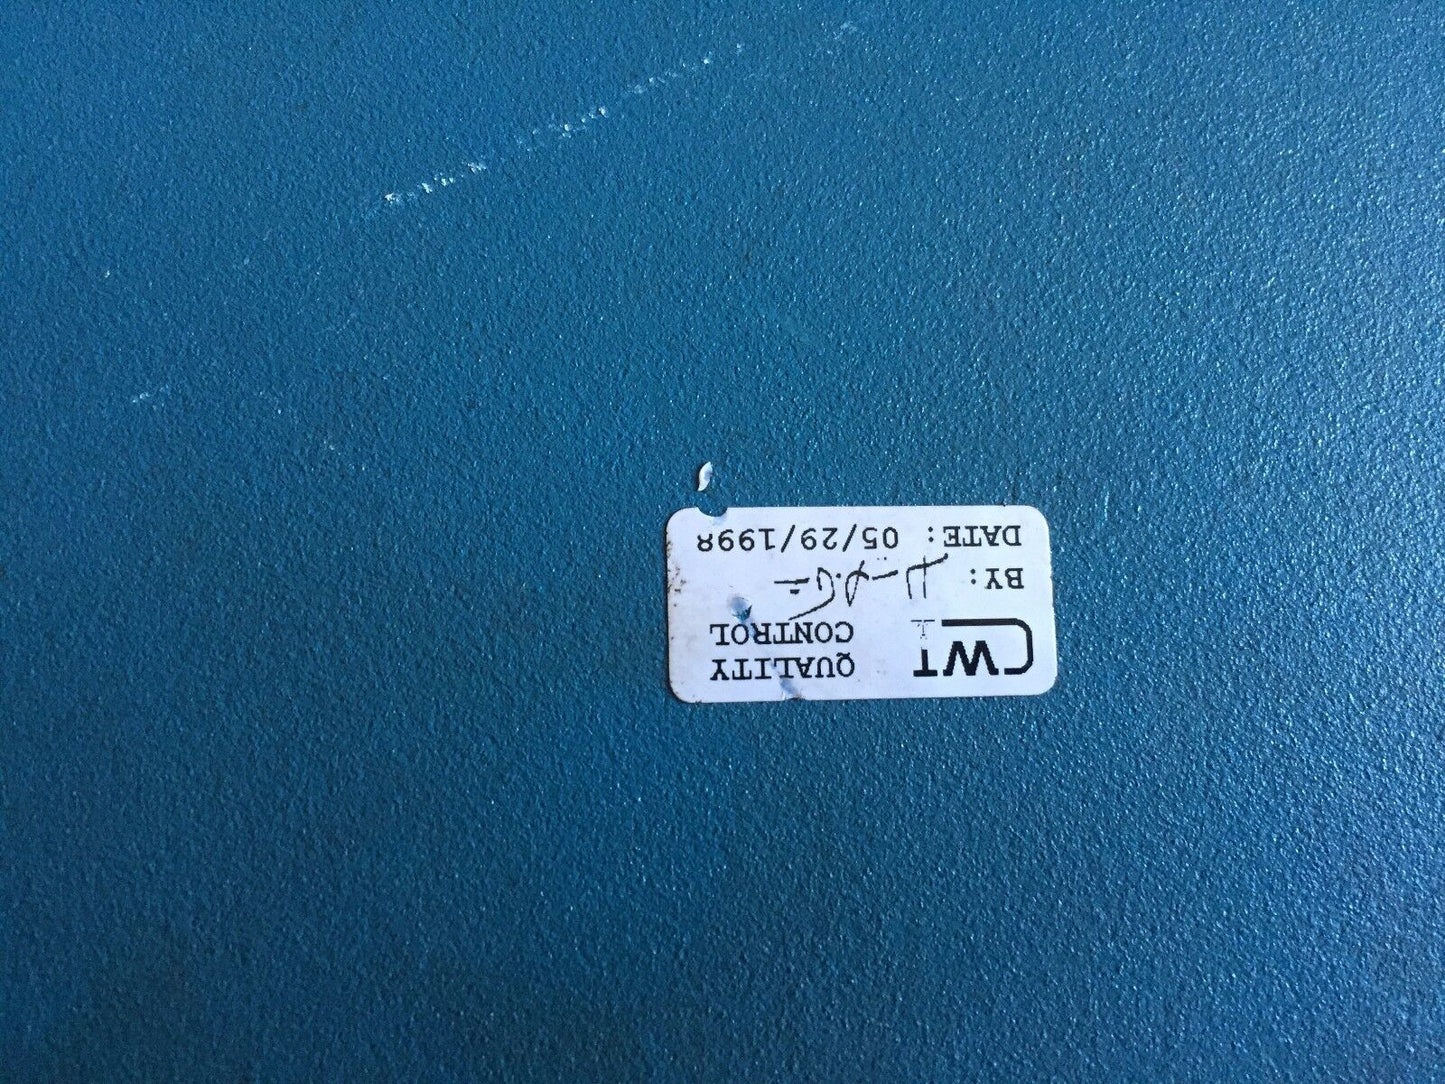 CWT QUALITY
CONTROL
BY:
DATE: 05/29/1998